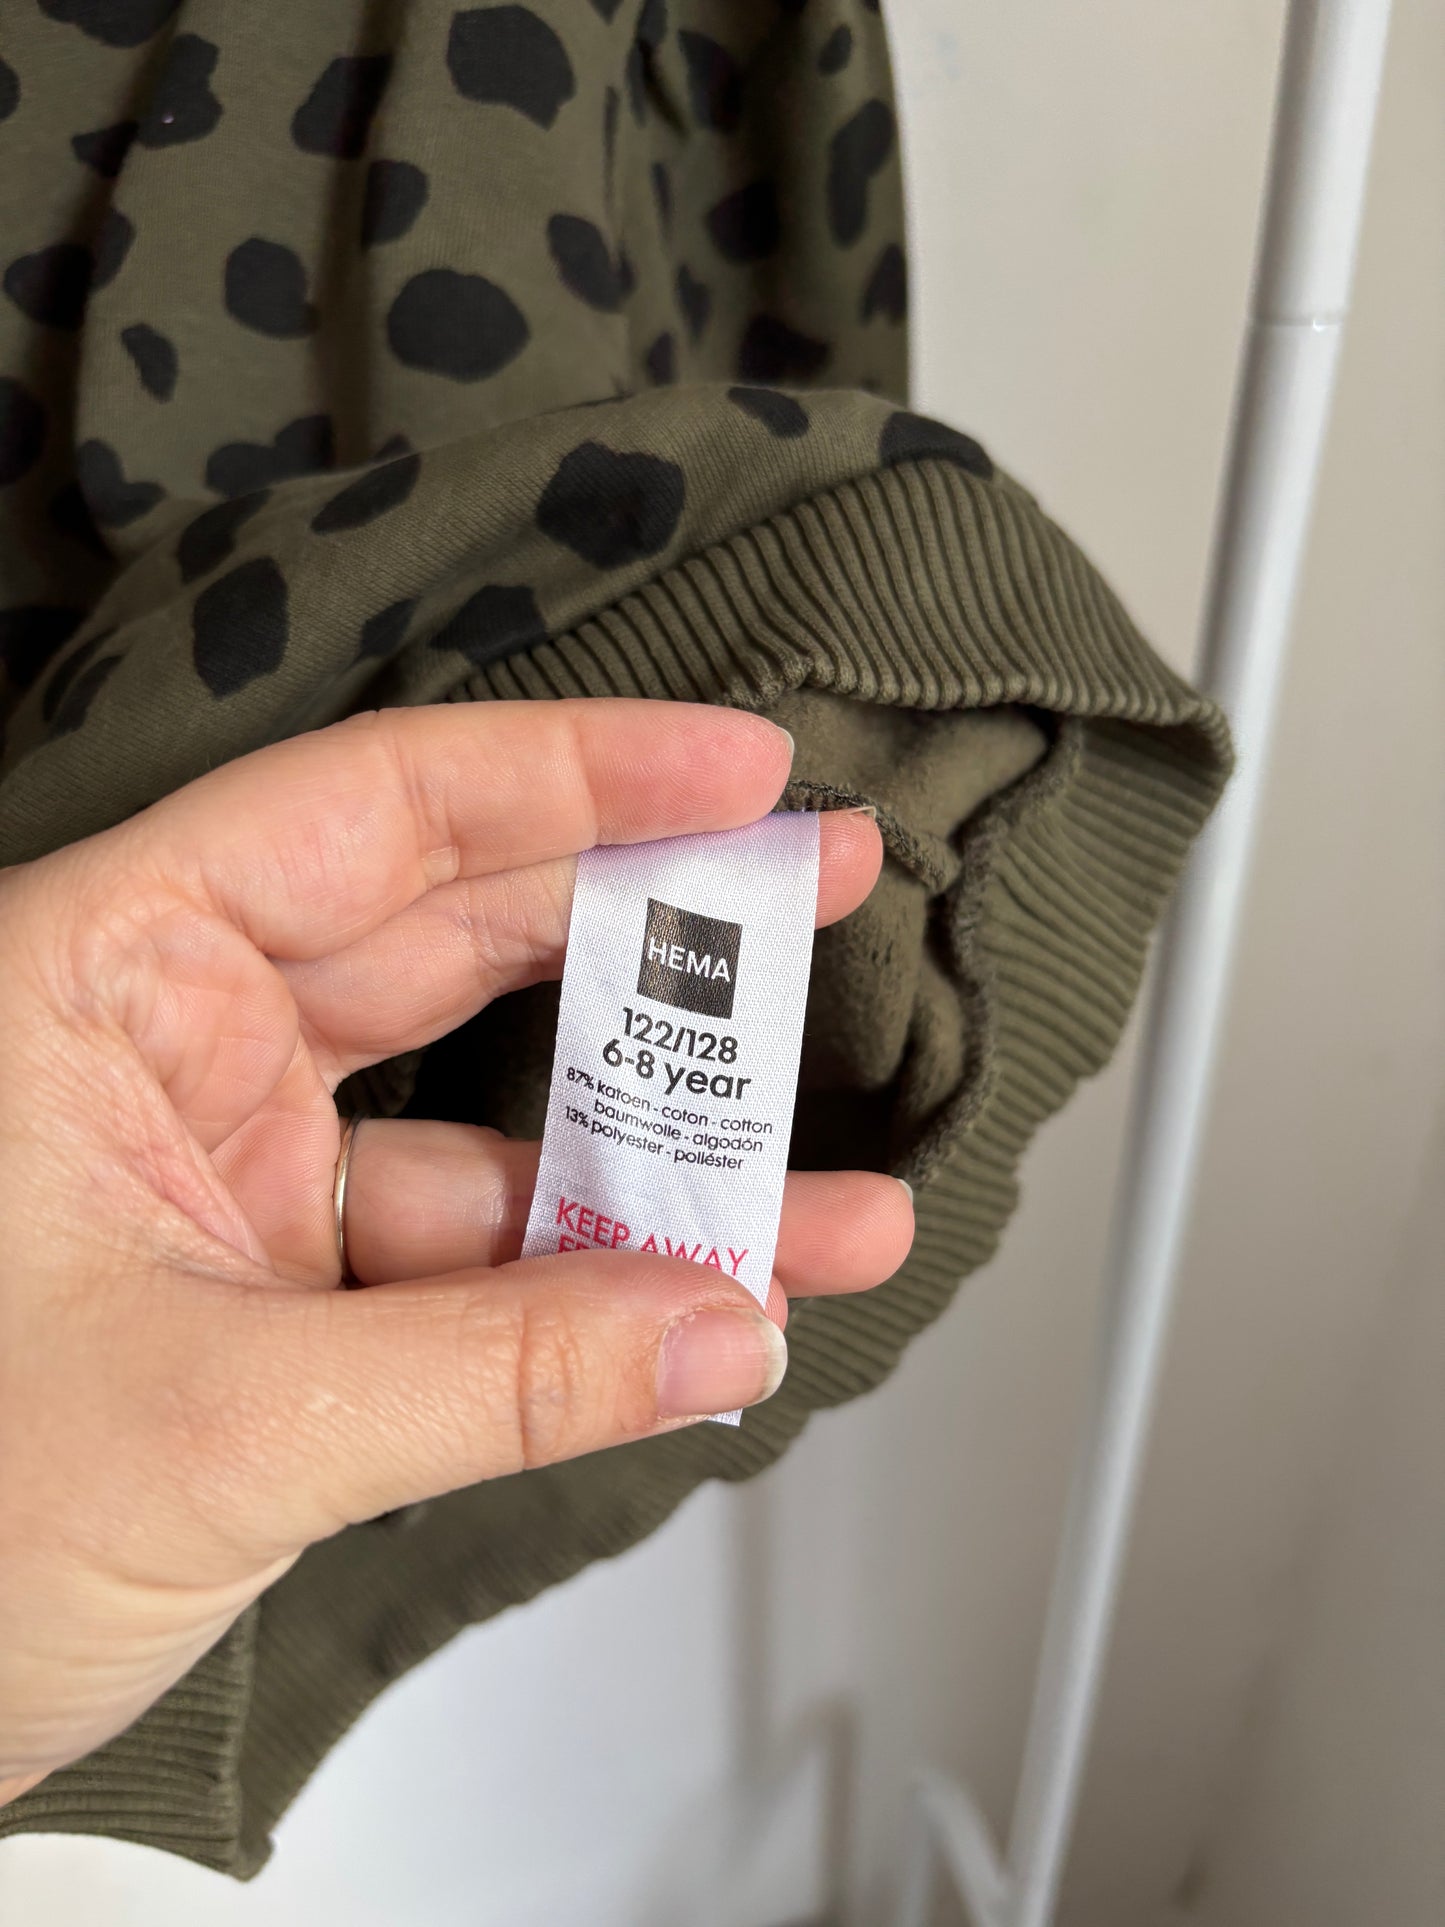 HEMA
122/128
6-8 year
87% katoen - coton - cotton
baumwolle - algodón
13% polyester - poliéster
KEEP AWAY